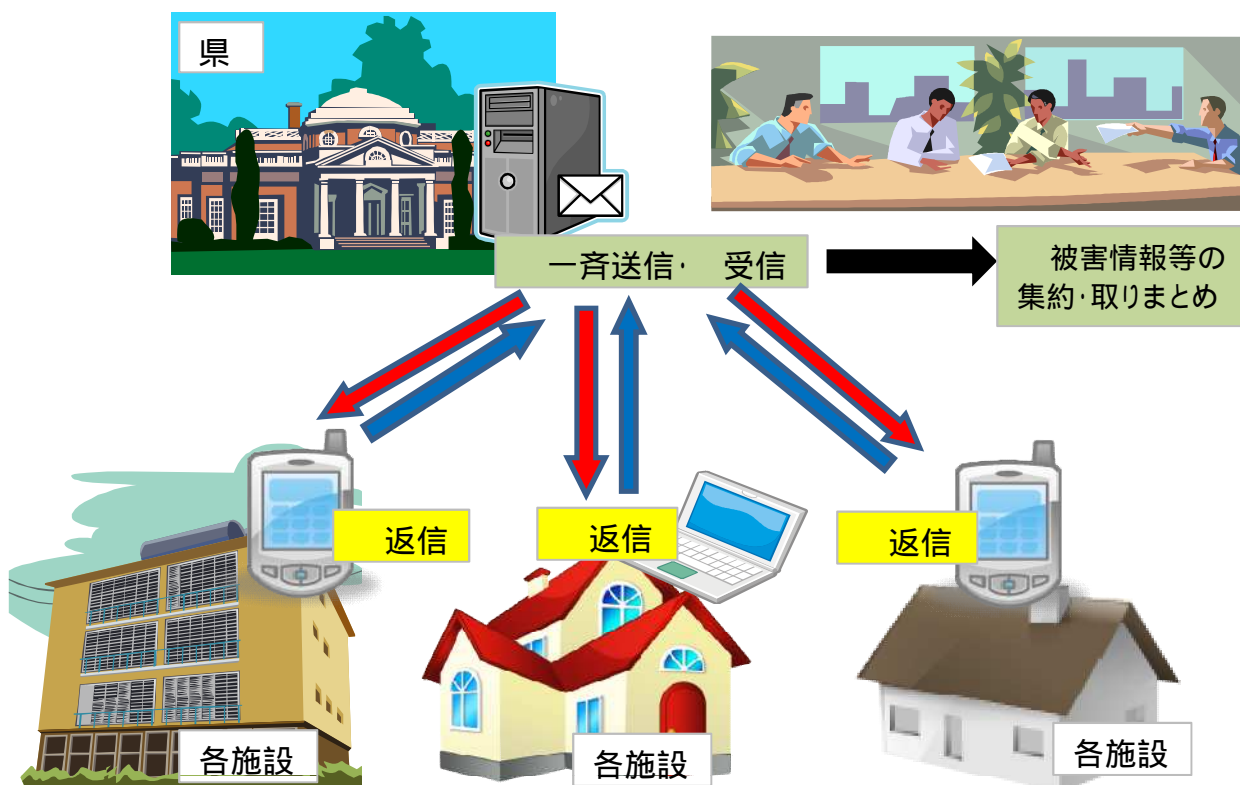 県
一斉送信・　受信
被害情報等の
集約・取りまとめ
返信
返信
返信
各施設
各施設
各施設